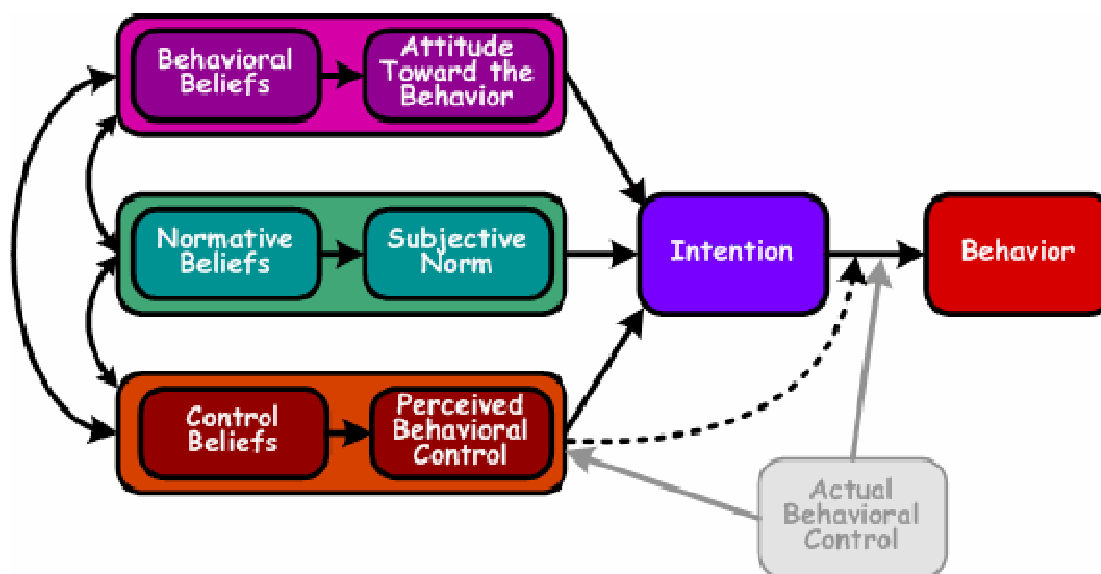 Behavioral
Beliefs
Attitude
Toward the
Behavior
Normative
Beliefs
Subjective
Norm
Intention
Behavior
Control
Beliefs
Perceived
Behavioral
Control
Actual
Behavioral
Control